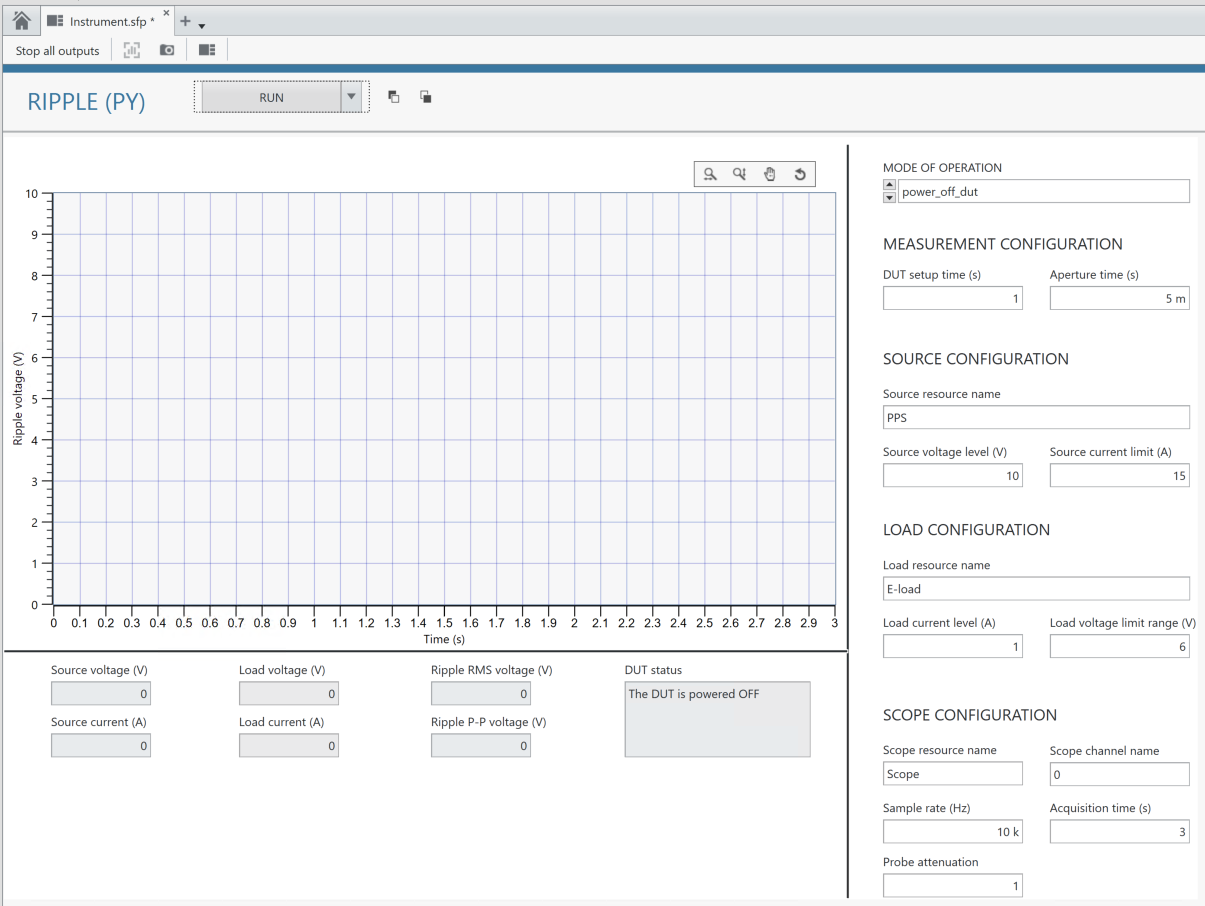 Instrument.sfp *
Stop all outputs
RIPPLE (PY)
RUN
10
9
8
7
6
5
4
3
2
1
0
Ripple voltage (V)
0 0.1 0.2 0.3 0.4 0.5 0.6 0.7 0.8 0.9 1 1.1 1.2 1.3 1.4 1.5 1.6 1.7 1.8 1.9 2 2.1 2.2 2.3 2.4 2.5 2.6 2.7 2.8 2.9 3
Time (s)
Source voltage (V) Load voltage (V) Ripple RMS voltage (V) DUT status
0 0 0 The DUT is powered OFF
Source current (A) Load current (A) Ripple P-P voltage (V)
0 0 0
MODE OF OPERATION
power_off_dut
MEASUREMENT CONFIGURATION
DUT setup time (s) Aperture time (s)
1 5 m
SOURCE CONFIGURATION
Source resource name
PPS
Source voltage level (V) Source current limit (A)
10 15
LOAD CONFIGURATION
Load resource name
E-load
Load current level (A) Load voltage limit range (V)
1 6
SCOPE CONFIGURATION
Scope resource name Scope channel name
Scope 0
Sample rate (Hz) Acquisition time (s)
10 k 3
Probe attenuation
1